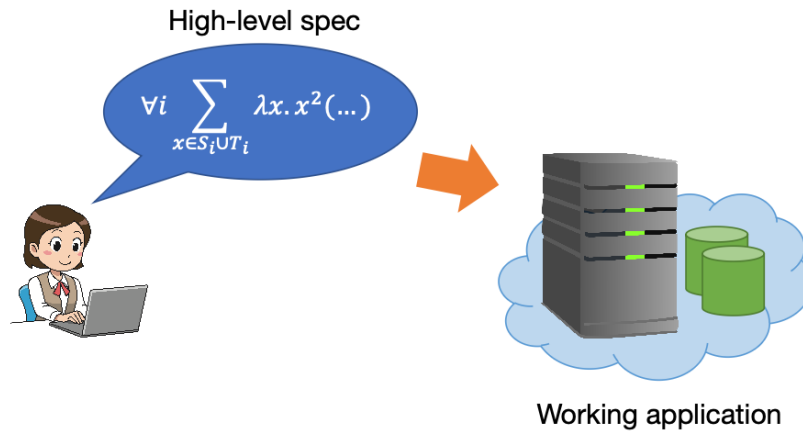 High-level spec
∀i ∑ λx. x²(...)
x∈Sᵢ∪Tᵢ
Working application